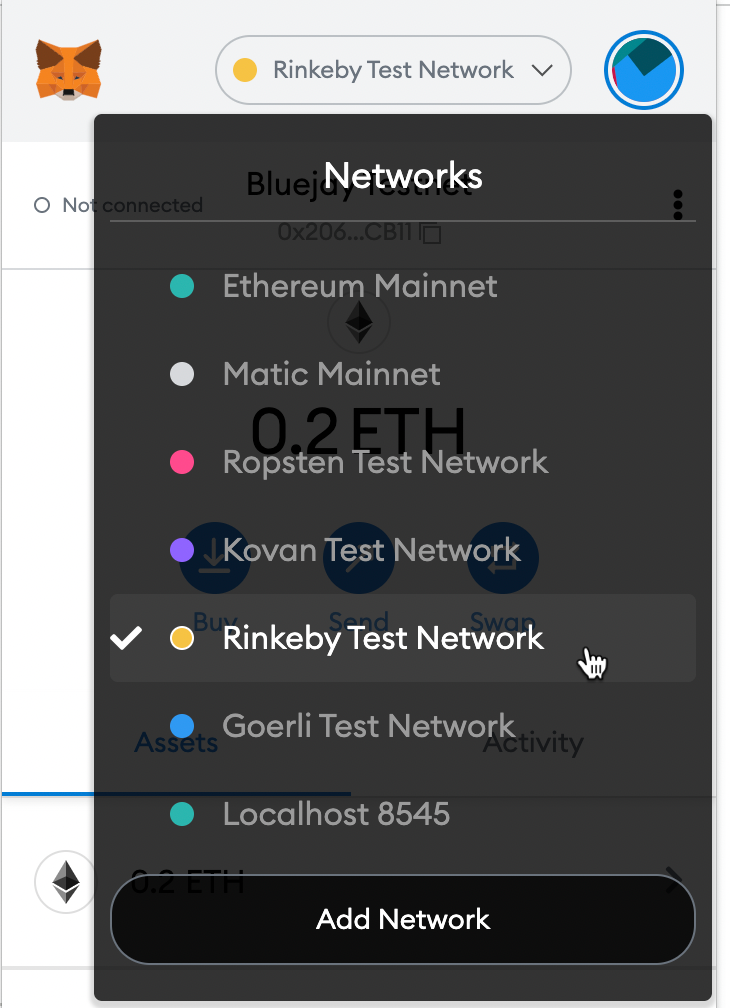 Rinkeby Test Network
Networks
Bluejay Testnet
Not connected
0x206...CB11
Ethereum Mainnet
Matic Mainnet
0.2 ETH
Ropsten Test Network
Kovan Test Network
Buy
Send
Swap
Rinkeby Test Network
Goerli Test Network
Assets
Activity
Localhost 8545
0.2 ETH
Add Network